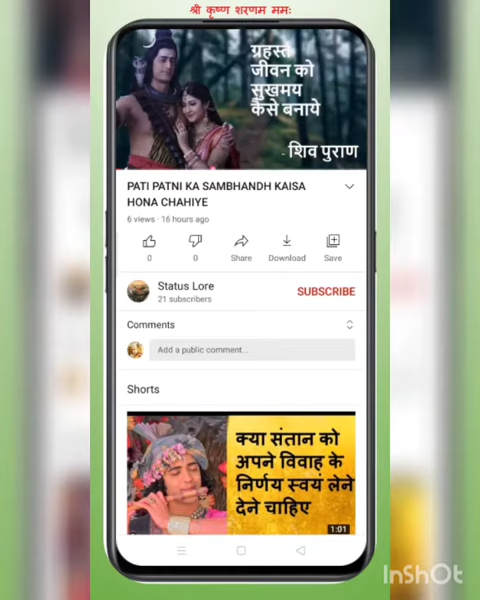 श्री कृष्ण शरणम ममः
ग्रहस्त
जीवन को
सुखमय
कैसे बनाये
- शिव पुराण
PATI PATNI KA SAMBHANDH KAISA
HONA CHAHIYE
6 views · 16 hours ago
0
0
Share
Download
Save
Status Lore
21 subscribers
SUBSCRIBE
Comments
Add a public comment...
Shorts
क्या संतान को
अपने विवाह के
निर्णय स्वयं लेने
देने चाहिए
1:01
InShOt